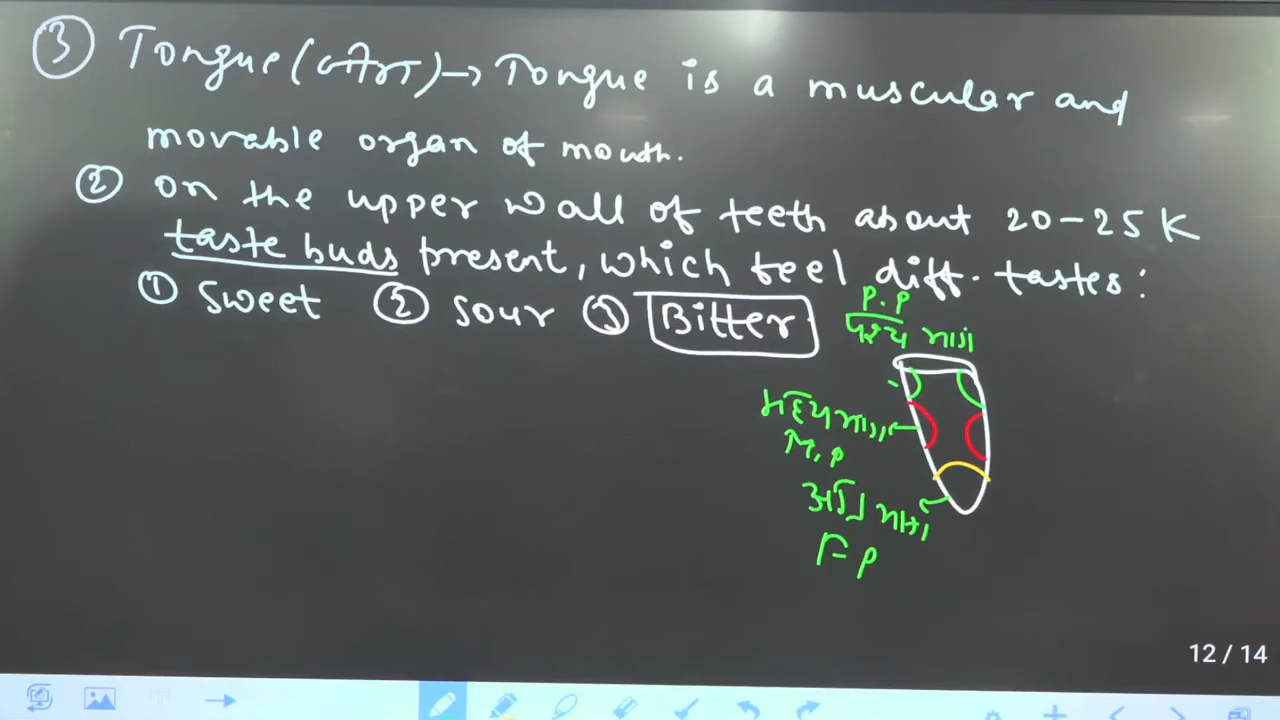 ③ Tongue (जीभ) → Tongue is a muscular and
movable organ of mouth.
② on the upper wall of teeth about 20-25K
taste buds present, which feel diff. tastes:
① Sweet ② Sour ③ Bitter
P.P
पश्च भाग
मध्य भाग
M.P
अग्र भाग
F P
12 / 14